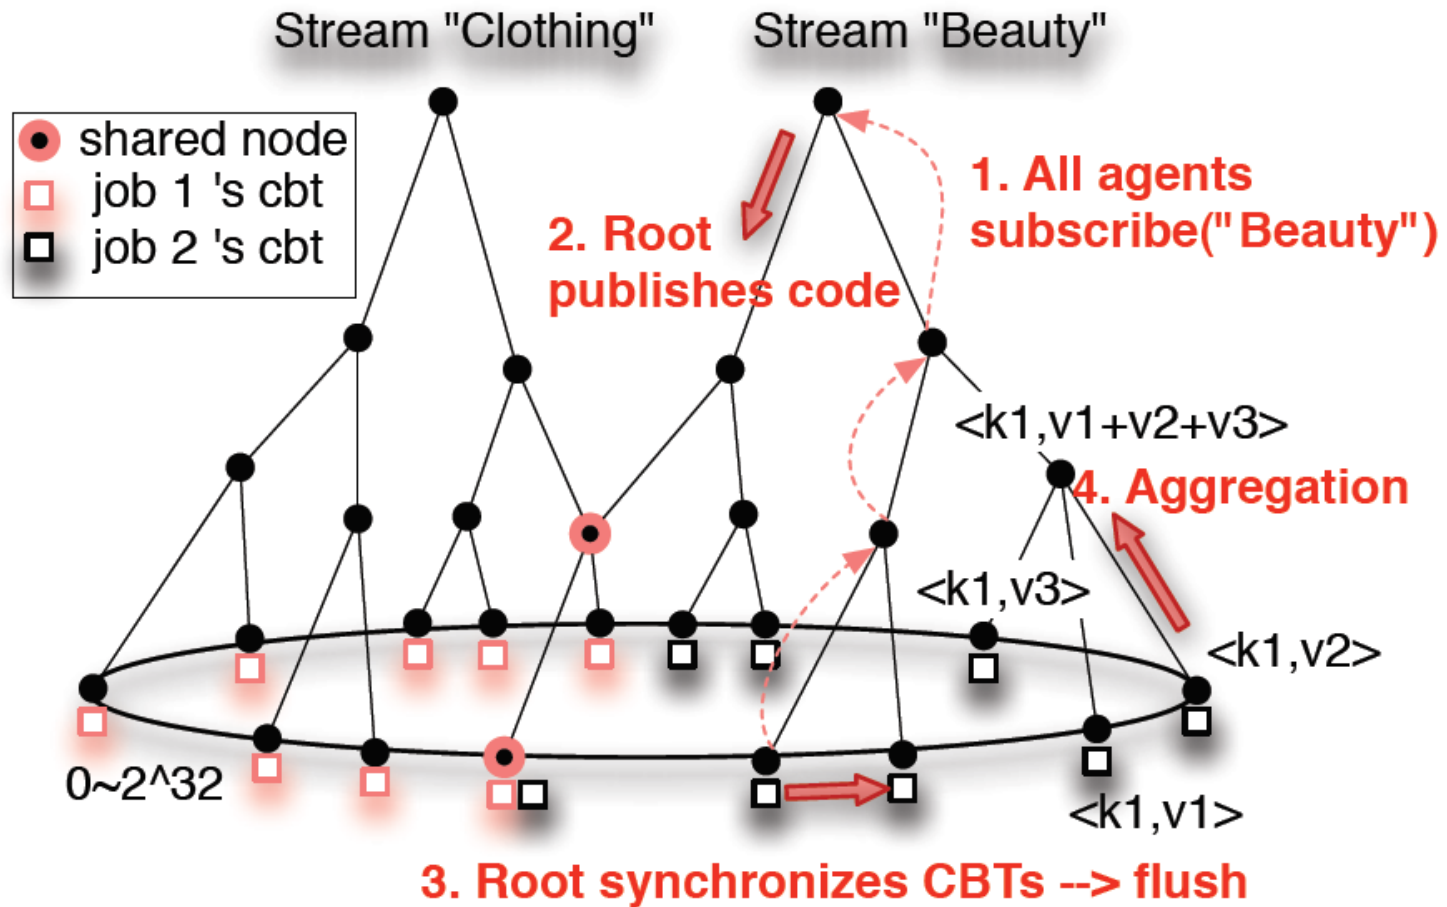 Stream "Clothing"
Stream "Beauty"
shared node
job 1 's cbt
job 2 's cbt
1. All agents
subscribe("Beauty")
2. Root
publishes code
<k1,v1+v2+v3>
4. Aggregation
<k1,v3>
<k1,v2>
0~2^32
<k1,v1>
3. Root synchronizes CBTs --> flush